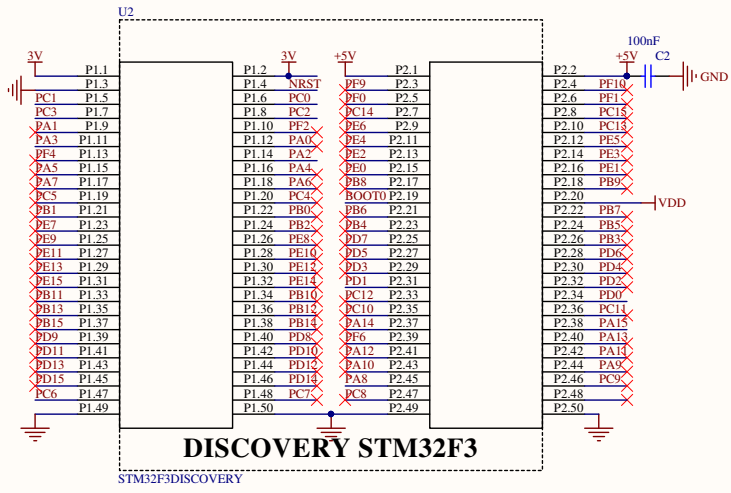 U2
100nF
3V 3V +5V +5V C2
P1.1 P1.2 P2.1 P2.2
GND
P1.3 P1.4 NRST PF9 P2.3 P2.4 PF10
PC1 P1.5 P1.6 PC0 PF0 P2.5 P2.6 PF1
PC3 P1.7 P1.8 PC2 PC14 P2.7 P2.8 PC15
PA1 P1.9 P1.10 PF2 PE6 P2.9 P2.10 PC13
PA3 P1.11 P1.12 PA0 PE4 P2.11 P2.12 PE5
PF4 P1.13 P1.14 PA2 PE2 P2.13 P2.14 PE3
PA5 P1.15 P1.16 PA4 PE0 P2.15 P2.16 PE1
PA7 P1.17 P1.18 PA6 PB8 P2.17 P2.18 PB9
PC5 P1.19 P1.20 PC4 BOOT0 P2.19 P2.20 VDD
PB1 P1.21 P1.22 PB0 PB6 P2.21 P2.22 PB7
PE7 P1.23 P1.24 PB2 PB4 P2.23 P2.24 PB5
PE9 P1.25 P1.26 PE8 PD7 P2.25 P2.26 PB3
PE11 P1.27 P1.28 PE10 PD5 P2.27 P2.28 PD6
PE13 P1.29 P1.30 PE12 PD3 P2.29 P2.30 PD4
PE15 P1.31 P1.32 PE14 PD1 P2.31 P2.32 PD2
PB11 P1.33 P1.34 PB10 PC12 P2.33 P2.34 PD0
PB13 P1.35 P1.36 PB12 PC10 P2.35 P2.36 PC11
PB15 P1.37 P1.38 PB14 PA14 P2.37 P2.38 PA15
PD9 P1.39 P1.40 PD8 PF6 P2.39 P2.40 PA13
PD11 P1.41 P1.42 PD10 PA12 P2.41 P2.42 PA11
PD13 P1.43 P1.44 PD12 PA10 P2.43 P2.44 PA9
PD15 P1.45 P1.46 PD14 PA8 P2.45 P2.46 PC9
PC6 P1.47 P1.48 PC7 PC8 P2.47 P2.48
P1.49 P1.50 P2.49 P2.50
DISCOVERY STM32F3
STM32F3DISCOVERY